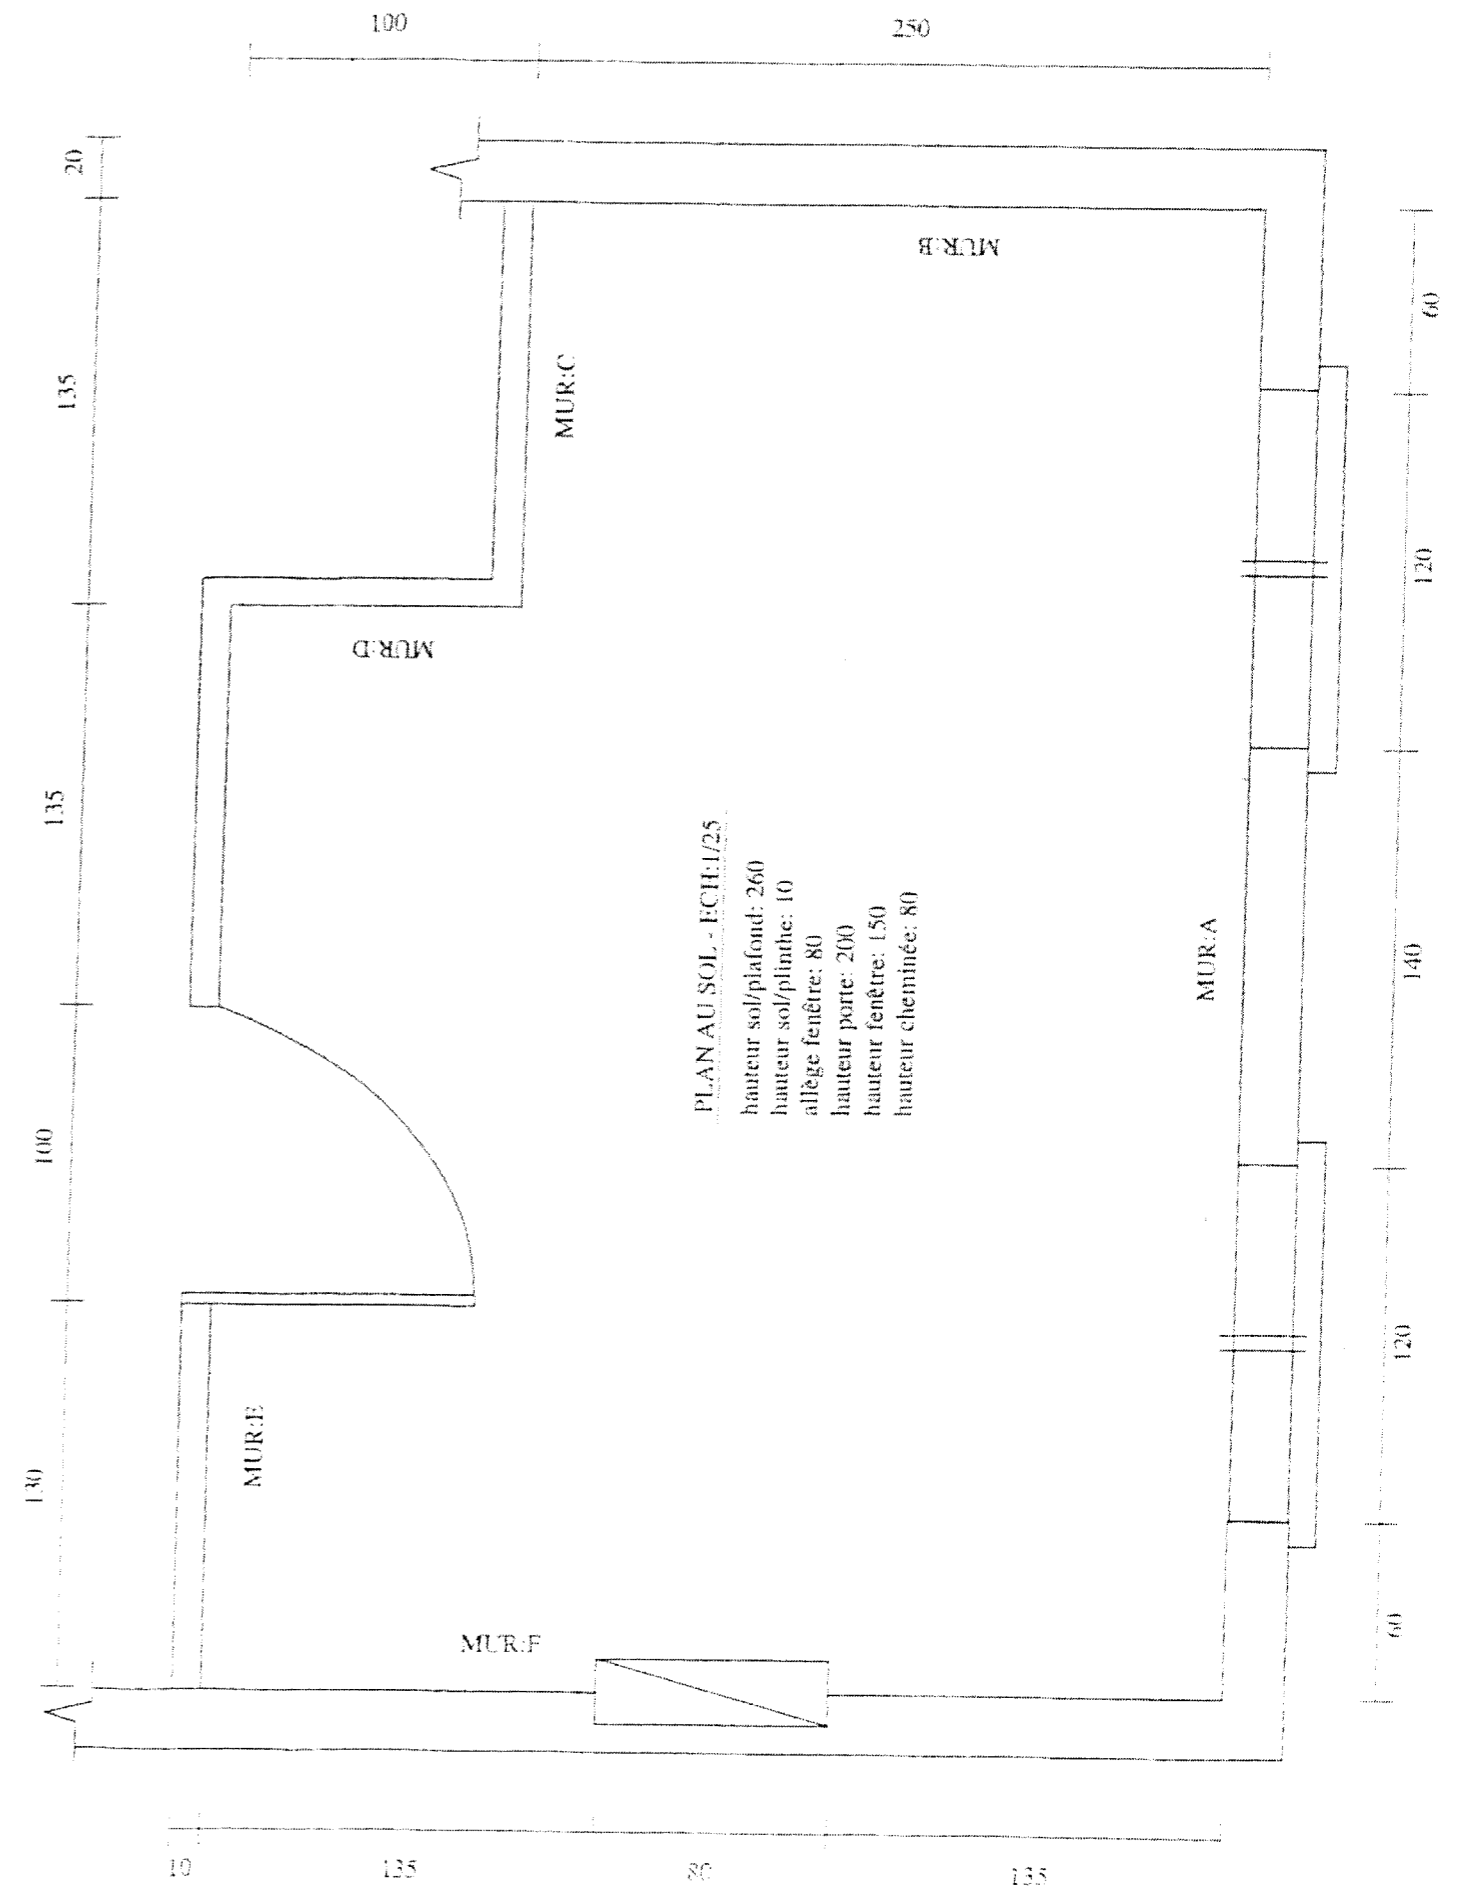 100
250
20
135
135
100
130
MUR:B
MUR:C
MUR:D
PLAN AU SOL - ECH:1/25
hauteur sol/plafond: 260
hauteur sol/plinthe: 10
allège fenêtre: 80
hauteur porte: 200
hauteur fenêtre: 150
hauteur cheminée: 80
MUR:A
MUR:E
MUR:F
60
120
140
120
60
10
135
80
135